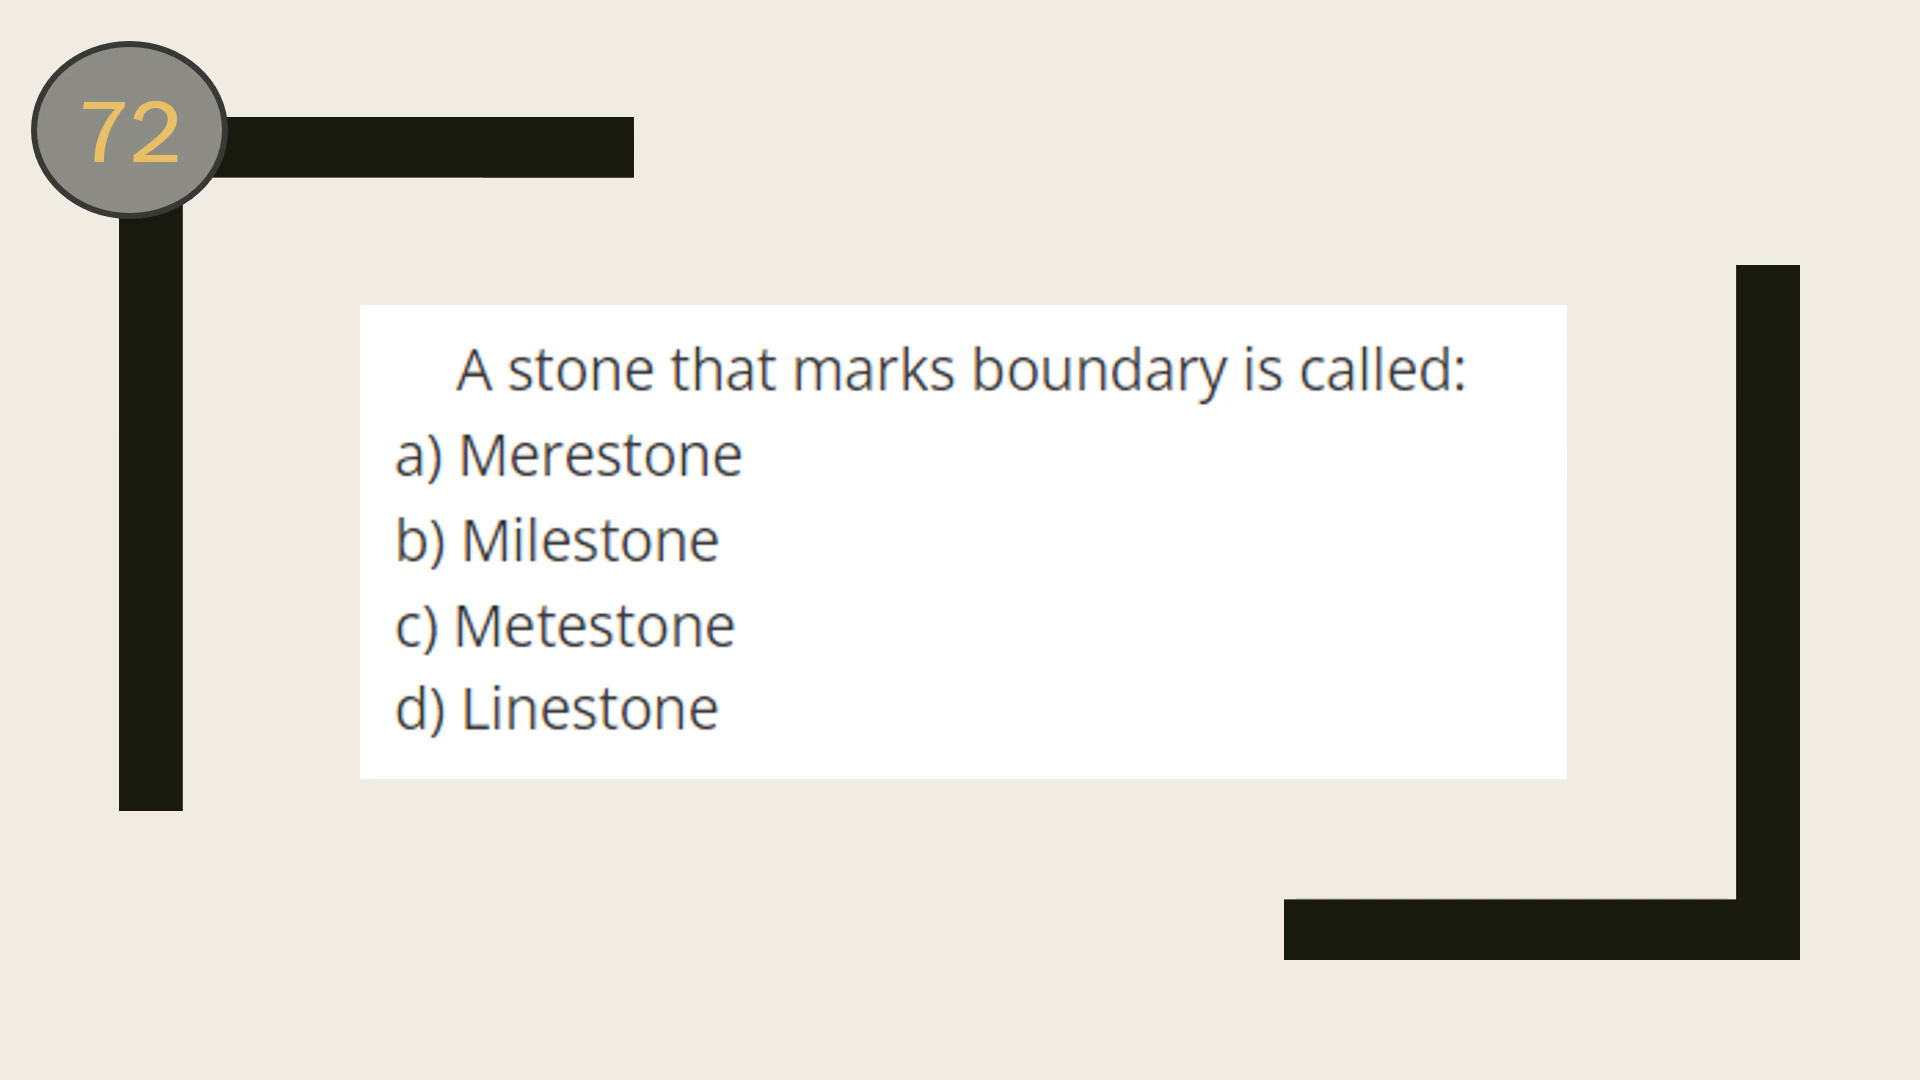 72
A stone that marks boundary is called:
a) Merestone
b) Milestone
c) Metestone
d) Linestone